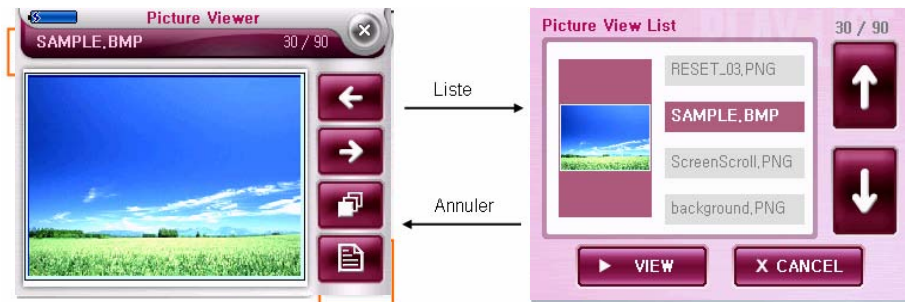 Picture Viewer
SAMPLE.BMP 30 / 90
Liste
Annuler
Picture View List 30 / 90
RESET_03.PNG
SAMPLE.BMP
ScreenScroll.PNG
background.PNG
VIEW X CANCEL